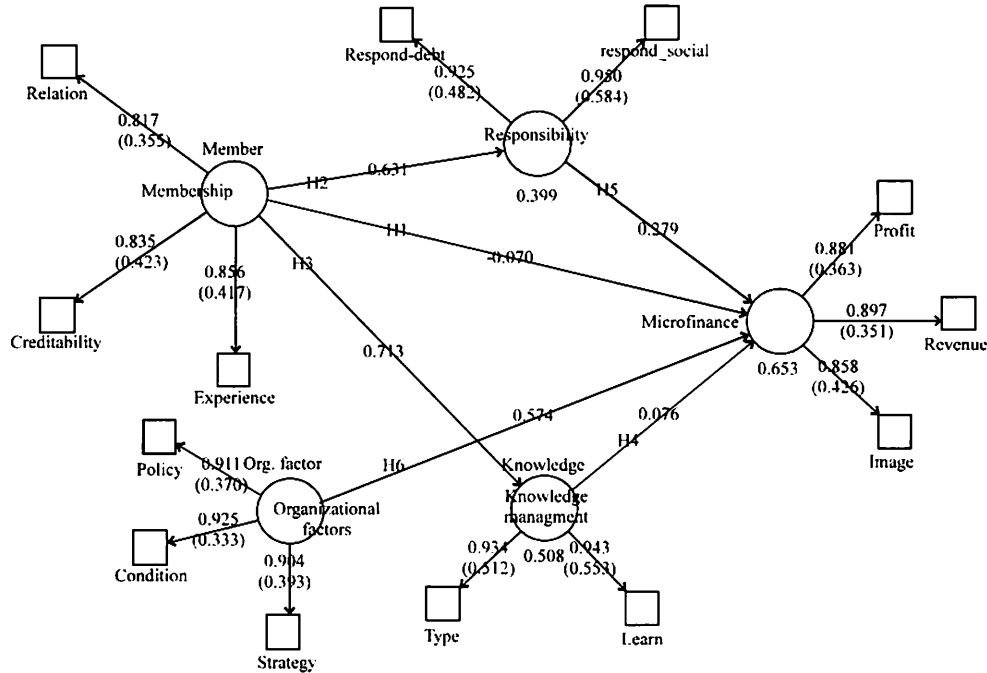 Respond-debt
respond_social
0.925
(0.482)
0.950
(0.584)
Relation
0.817
(0.355)
Member
Membership
Responsibility
H2
0.631
0.399
H5
H1
0.279
-0.070
Profit
0.881
(0.363)
0.835
(0.423)
0.856
(0.417)
H3
Creditability
Experience
0.713
Microfinance
0.653
0.897
(0.351)
Revenue
0.858
(0.426)
Image
0.574
0.076
H4
H6
Policy
0.911
(0.370)
Org. factor
Organizational
factors
0.925
(0.333)
Condition
0.904
(0.393)
Strategy
Knowledge
Knowledge
managment
0.508
0.934
(0.512)
0.943
(0.553)
Type
Learn